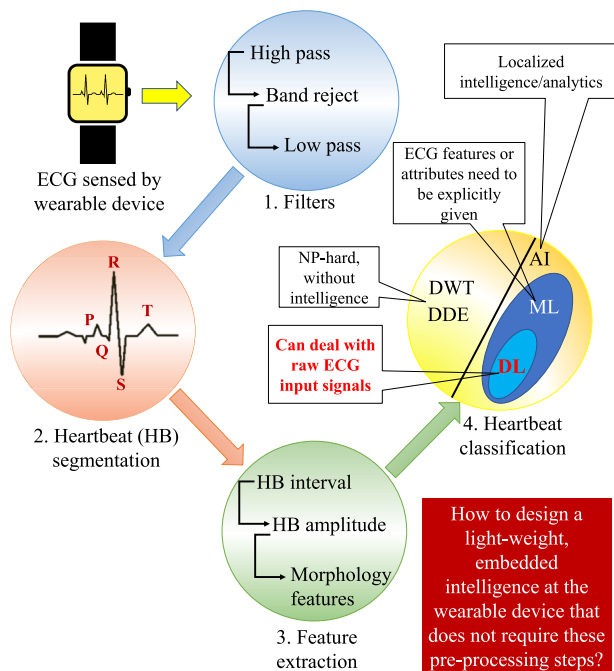 ECG sensed by
wearable device
High pass
Band reject
Low pass
1. Filters
R
P
Q
S
T
2. Heartbeat (HB)
segmentation
HB interval
HB amplitude
Morphology
features
3. Feature
extraction
Localized
intelligence/analytics
ECG features or
attributes need to
be explicitly
given
NP-hard,
without
intelligence
Can deal with
raw ECG
input signals
DWT
DDE
AI
ML
DL
4. Heartbeat
classification
How to design a
light-weight,
embedded
intelligence at the
wearable device that
does not require these
pre-processing steps?